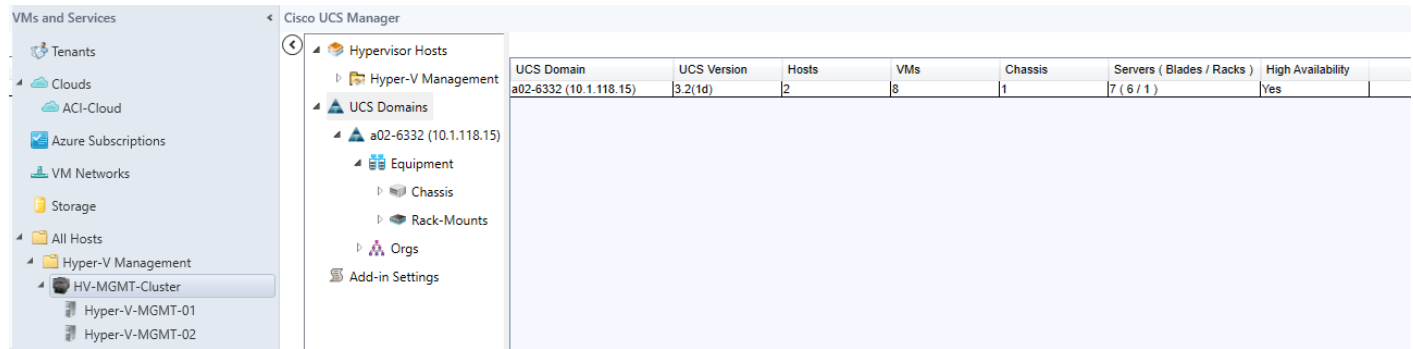 VMs and Services
Tenants
Clouds
ACI-Cloud
Azure Subscriptions
VM Networks
Storage
All Hosts
Hyper-V Management
HV-MGMT-Cluster
Hyper-V-MGMT-01
Hyper-V-MGMT-02
Cisco UCS Manager
Hypervisor Hosts
Hyper-V Management
UCS Domains
a02-6332 (10.1.118.15)
Equipment
Chassis
Rack-Mounts
Orgs
Add-in Settings
UCS Domain UCS Version Hosts VMs Chassis Servers ( Blades / Racks ) High Availability
a02-6332 (10.1.118.15) 3.2(1d) 2 8 1 7 ( 6 / 1 ) Yes